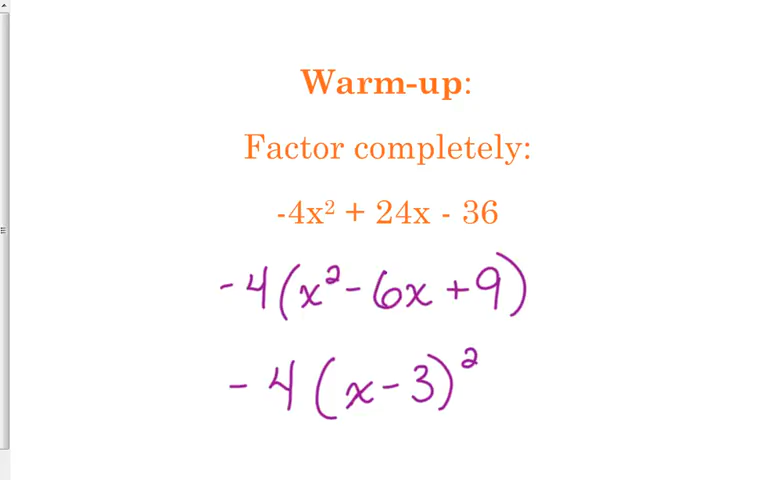 Warm-up:
Factor completely:
-4x² + 24x - 36
-4(x² - 6x + 9)
-4(x - 3)²